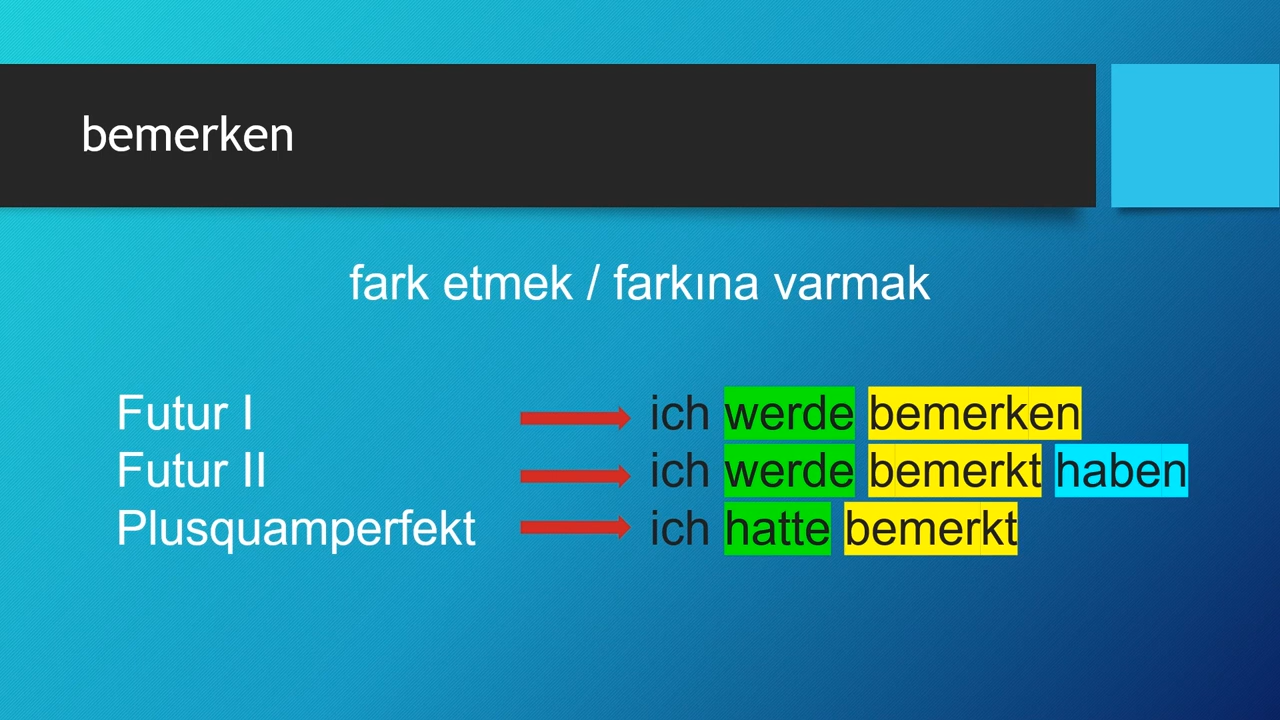 bemerken
fark etmek / farkına varmak
Futur I ich werde bemerken
Futur II ich werde bemerkt haben
Plusquamperfekt ich hatte bemerkt